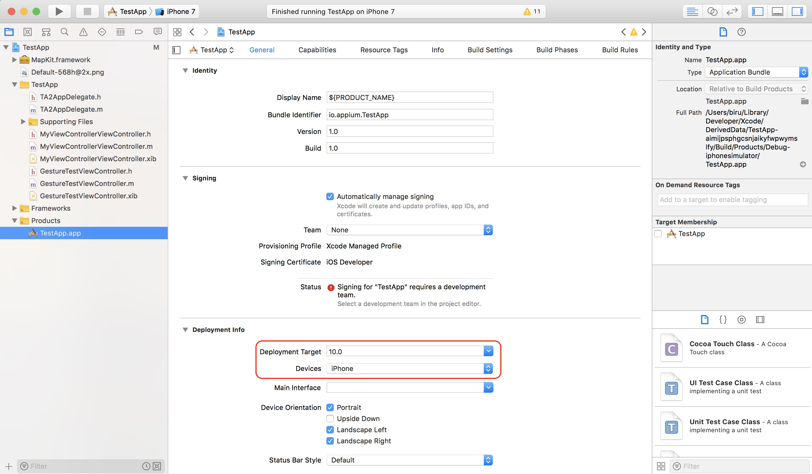 TestApp
iPhone 7
Finished running TestApp on iPhone 7
11
TestApp
M
MapKit.framework
Default-568h@2x.png
TestApp
TA2AppDelegate.h
TA2AppDelegate.m
Supporting Files
MyViewControllerViewController.h
MyViewControllerViewController.m
MyViewControllerViewController.xib
GestureTestViewController.h
GestureTestViewController.m
GestureTestViewController.xib
Frameworks
Products
TestApp.app
Filter
TestApp
TestApp
General
Capabilities
Resource Tags
Info
Build Settings
Build Phases
Build Rules
Identity
Display Name
${PRODUCT_NAME}
Bundle Identifier
io.appium.TestApp
Version
1.0
Build
1.0
Signing
Automatically manage signing
Xcode will create and update profiles, app IDs, and
certificates.
Team
None
Provisioning Profile
Xcode Managed Profile
Signing Certificate
iOS Developer
Status
Signing for "TestApp" requires a development
team.
Select a development team in the project editor.
Deployment Info
Deployment Target
10.0
Devices
iPhone
Main Interface
Device Orientation
Portrait
Upside Down
Landscape Left
Landscape Right
Status Bar Style
Default
Identity and Type
Name
TestApp.app
Type
Application Bundle
Location
Relative to Build Products
TestApp.app
Full Path
/Users/biru/Library/
Developer/Xcode/
DerivedData/TestApp-
aimijpsphgcsnjaikyfwpwyms
lfy/Build/Products/Debug-
iphonesimulator/
TestApp.app
On Demand Resource Tags
Add to a target to enable tagging
Target Membership
TestApp
Cocoa Touch Class - A Cocoa
Touch class
UI Test Case Class - A class
implementing a unit test
Unit Test Case Class - A class
implementing a unit test
Filter